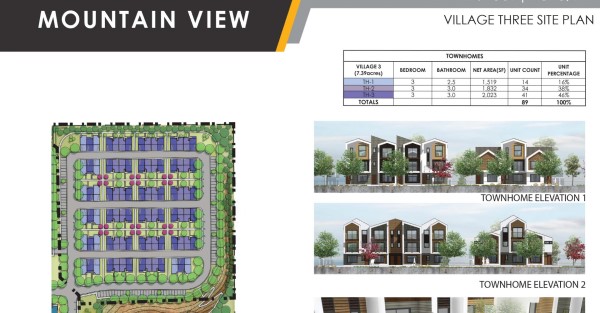 MOUNTAIN VIEW
VILLAGE THREE SITE PLAN
TOWNHOMES
VILLAGE 3 (7.39acres) BEDROOM BATHROOM NET AREA(SF) UNIT COUNT UNIT PERCENTAGE
TH-1 3 2.5 1,519 14 16%
TH-2 3 3.0 1,832 34 38%
TH-3 3 3.0 2,023 41 46%
TOTALS 89 100%
TOWNHOME ELEVATION 1
TOWNHOME ELEVATION 2